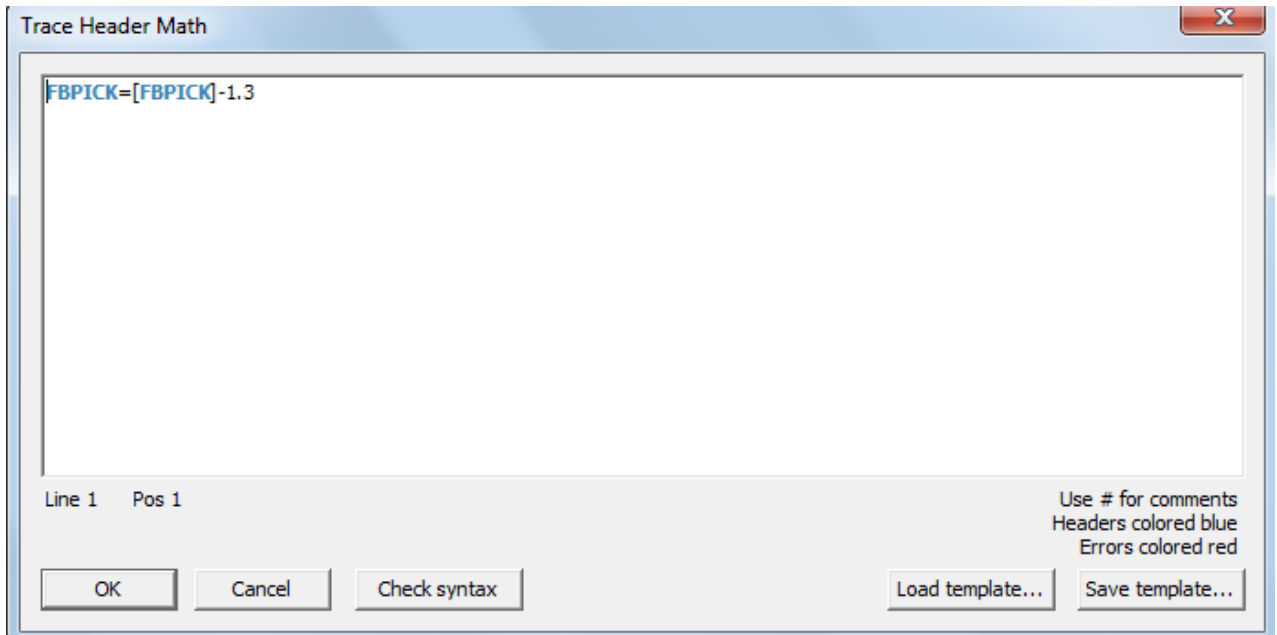 Trace Header Math
x
FBPICK=[FBPICK]-1.3
Line 1 Pos 1
Use # for comments
Headers colored blue
Errors colored red
OK Cancel Check syntax Load template... Save template...